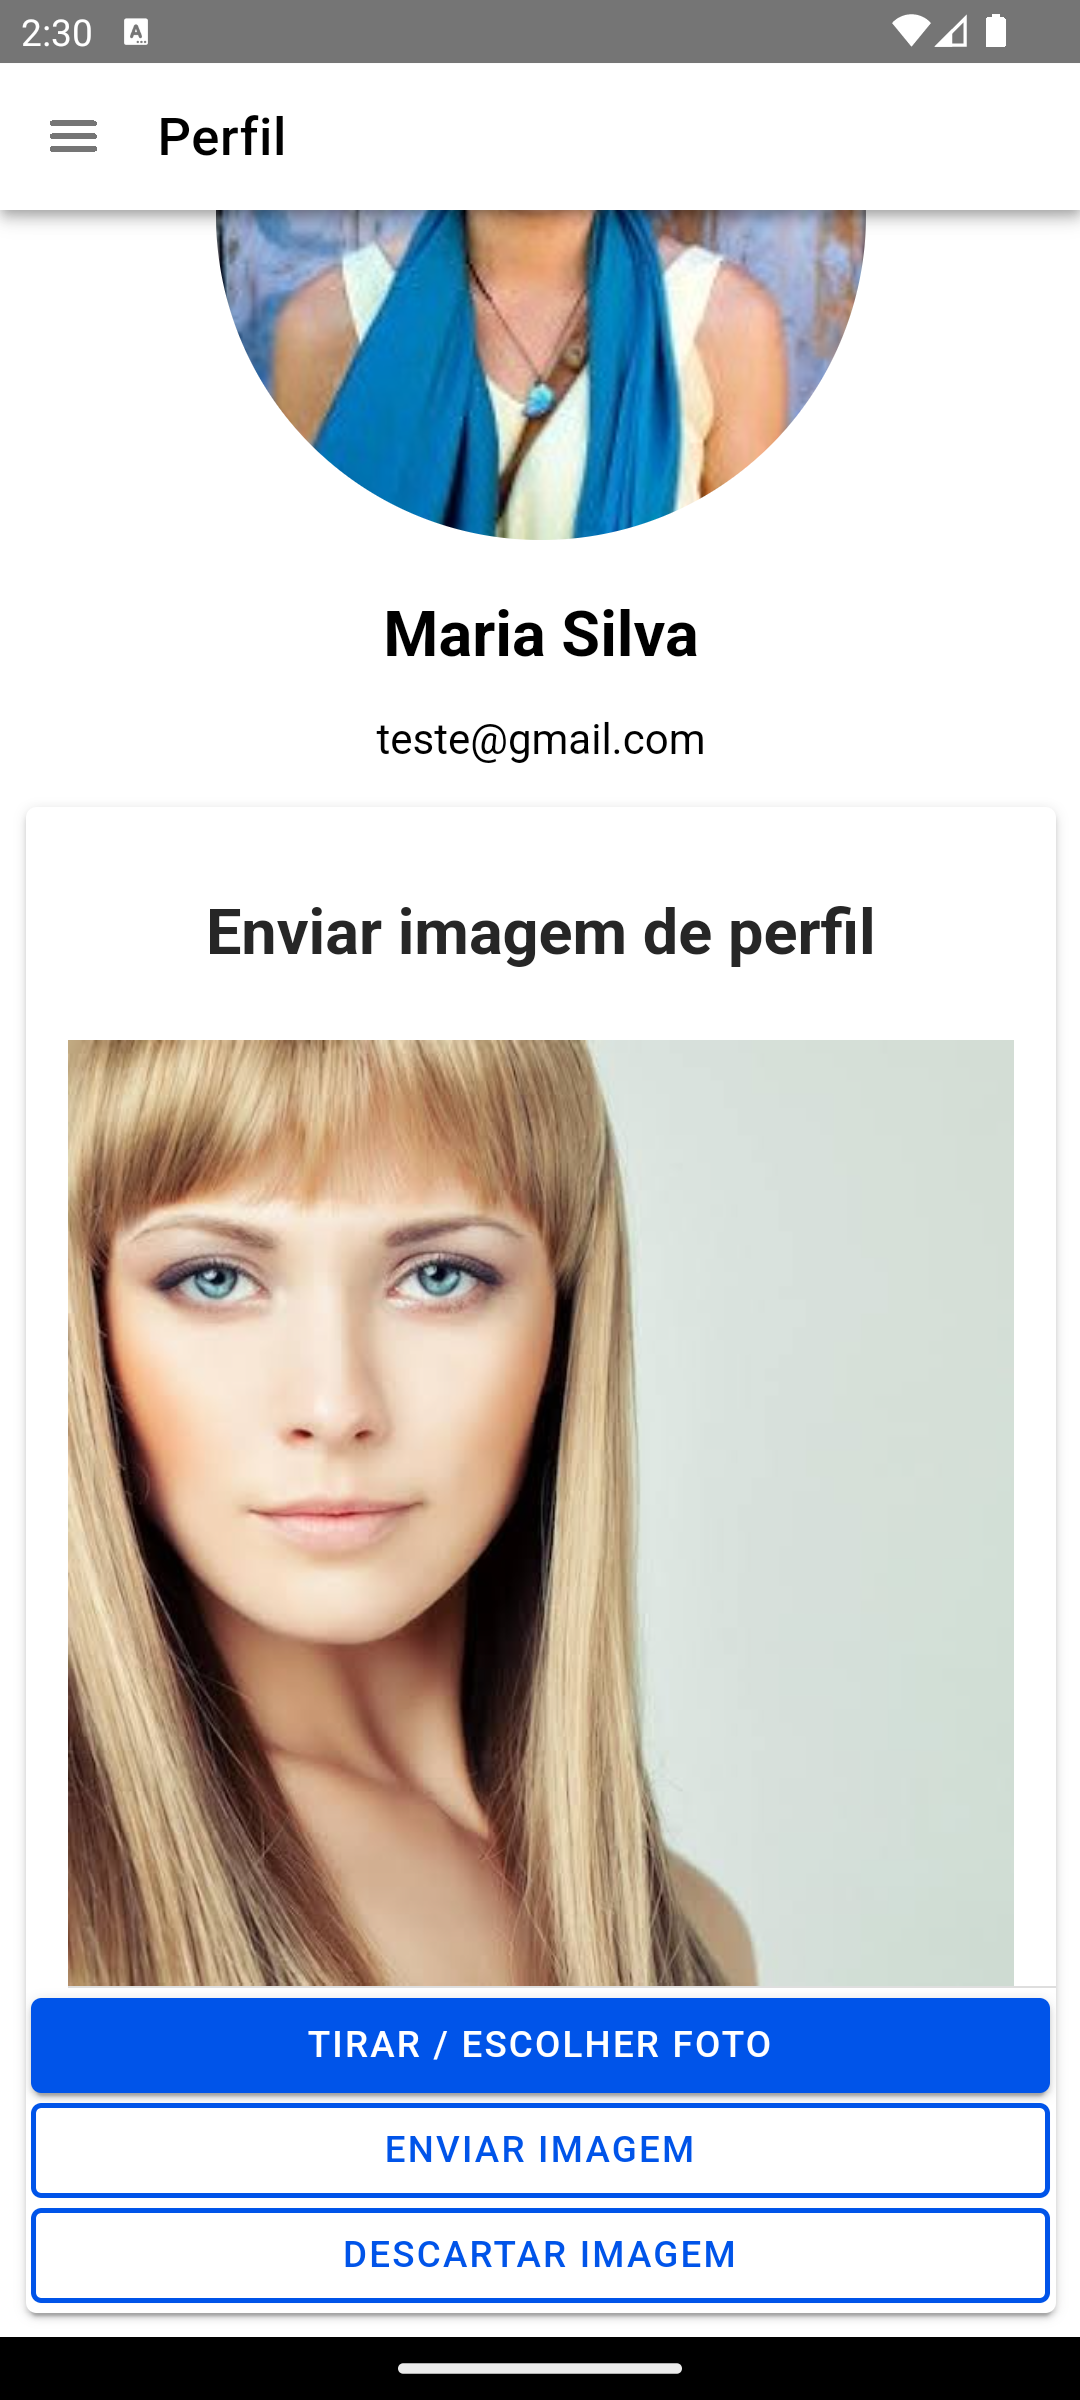 2:30
Perfil
Maria Silva
teste@gmail.com
Enviar imagem de perfil
TIRAR / ESCOLHER FOTO
ENVIAR IMAGEM
DESCARTAR IMAGEM